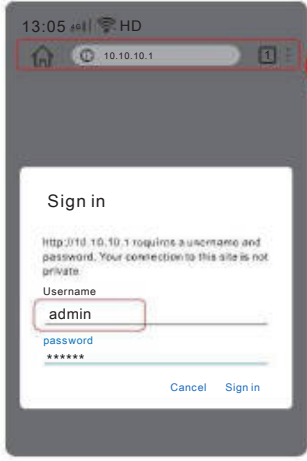 13:05 HD
10.10.10.1 1
Sign in
http://10.10.10.1 requires a username and
password. Your connection to this site is not
private
Username
admin
password
******
Cancel Sign in